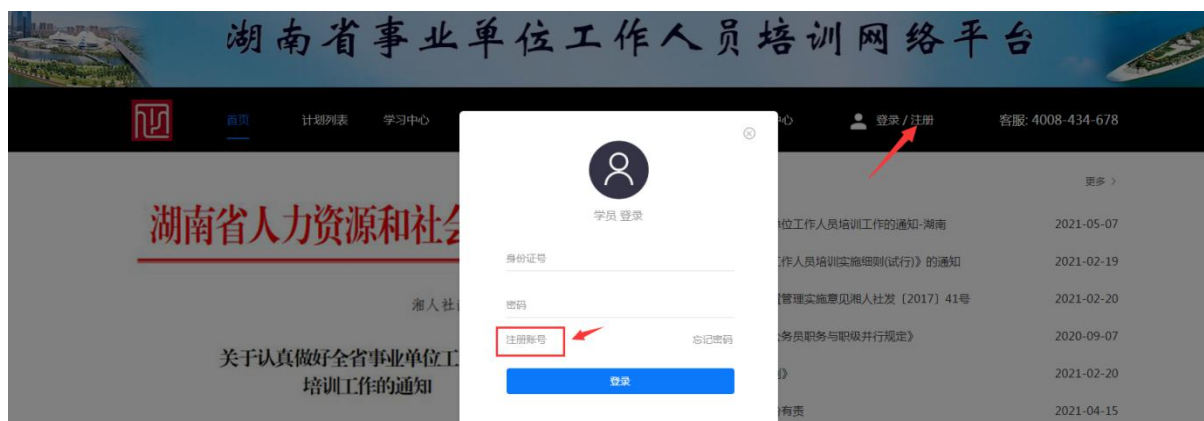 湖南省事业单位工作人员培训网络平台
首页 计划列表 学习中心 心 登录 / 注册 客服: 4008-434-678
更多 >
学员 登录
身份证号
密码
注册账号 忘记密码
登录
湖南省人力资源和社会
湘人社
关于认真做好全省事业单位工
培训工作的通知
位工作人员培训工作的通知-湖南 2021-05-07
工作人员培训实施细则(试行)》的通知 2021-02-19
管理实施意见湘人社发〔2017〕41号 2021-02-20
务员职务与职级并行规定》 2020-09-07
》 2021-02-20
有责 2021-04-15